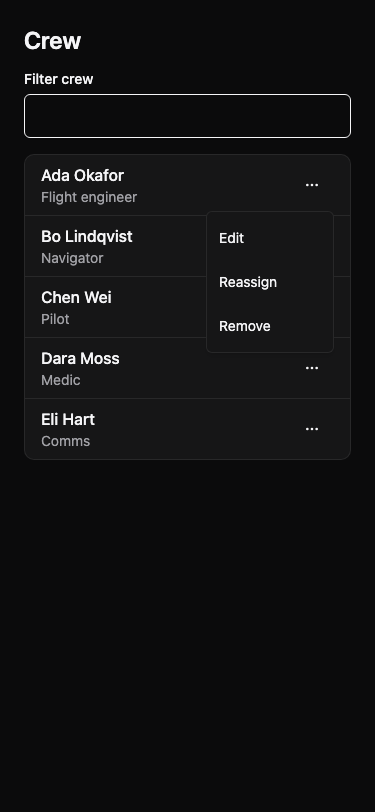 Crew
Filter crew
Ada Okafor
Flight engineer
Bo Lindqvist
Navigator
Edit
Chen Wei
Pilot
Reassign
Remove
Dara Moss
Medic
Eli Hart
Comms